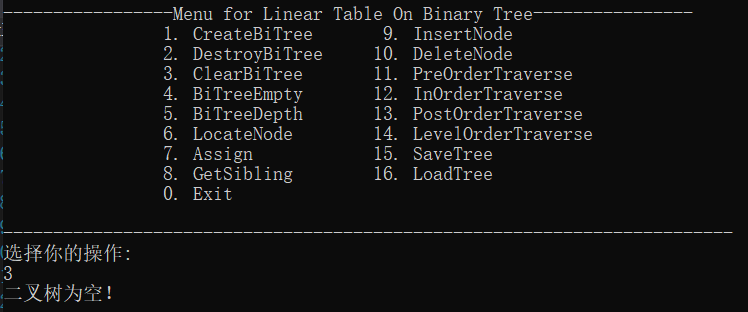 -----------------Menu for Linear Table On Binary Tree----------------
1. CreateBiTree 9. InsertNode
2. DestroyBiTree 10. DeleteNode
3. ClearBiTree 11. PreOrderTraverse
4. BiTreeEmpty 12. InOrderTraverse
5. BiTreeDepth 13. PostOrderTraverse
6. LocateNode 14. LevelOrderTraverse
7. Assign 15. SaveTree
8. GetSibling 16. LoadTree
0. Exit
-------------------------------------------------------------------------
选择你的操作:
3
二叉树为空!